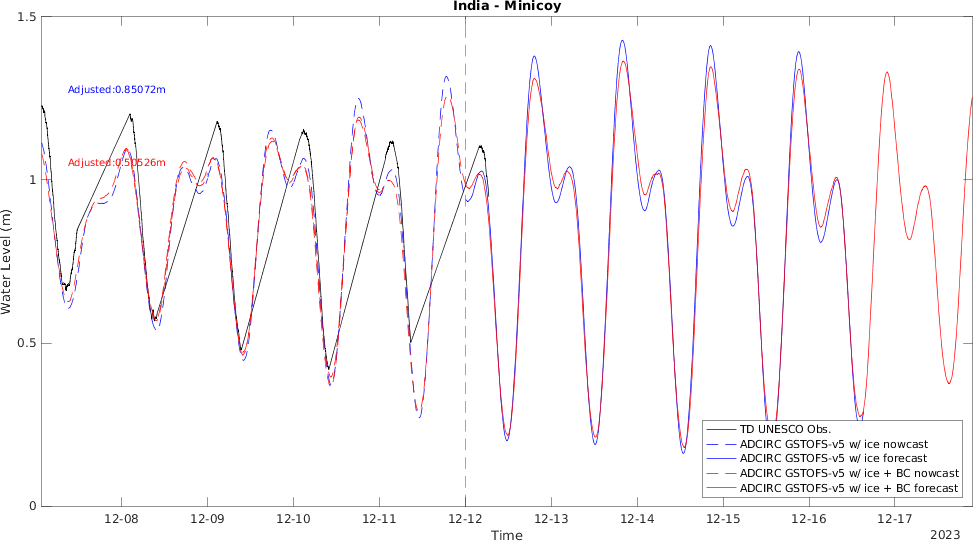 India - Minicoy
1.5
Adjusted:0.85072m
Adjusted:0.50526m
1
Water Level (m)
0.5
TD UNESCO Obs.
ADCIRC GSTOFS-v5 w/ ice nowcast
ADCIRC GSTOFS-v5 w/ ice forecast
ADCIRC GSTOFS-v5 w/ ice + BC nowcast
ADCIRC GSTOFS-v5 w/ ice + BC forecast
0
12-08 12-09 12-10 12-11 12-12 12-13 12-14 12-15 12-16 12-17
Time
2023